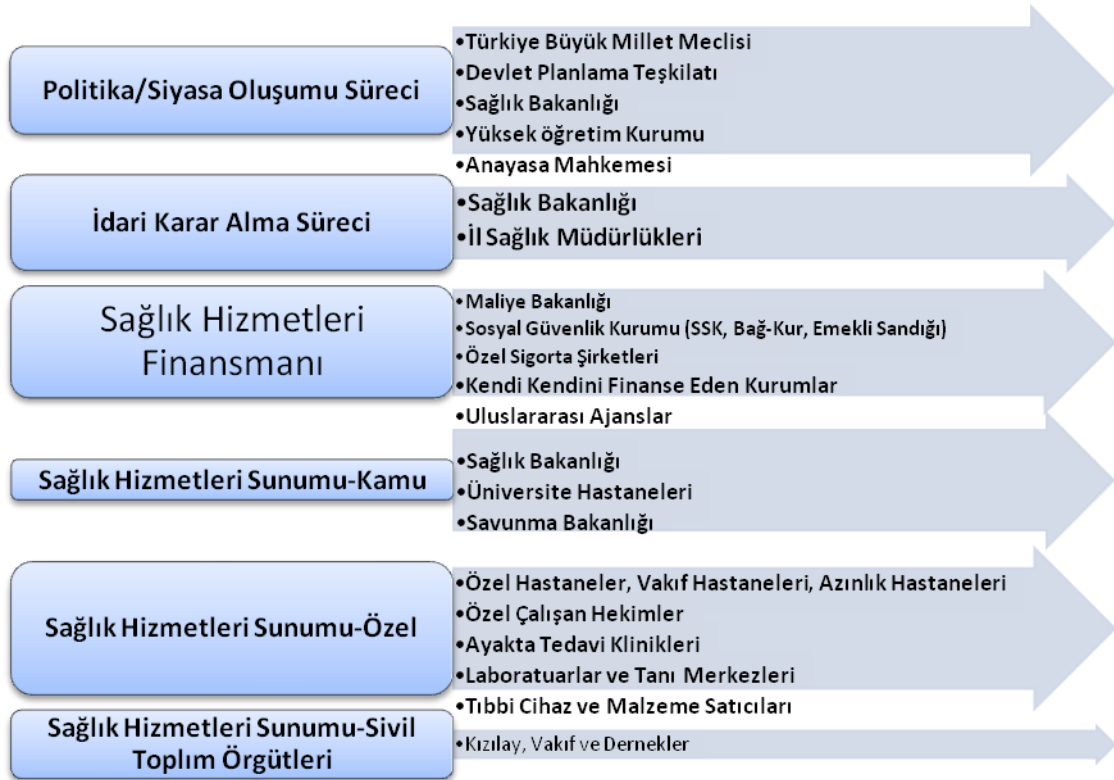 Politika/Siyasa Oluşumu Süreci
•Türkiye Büyük Millet Meclisi
•Devlet Planlama Teşkilatı
•Sağlık Bakanlığı
•Yüksek öğretim Kurumu
•Anayasa Mahkemesi
İdari Karar Alma Süreci
•Sağlık Bakanlığı
•İl Sağlık Müdürlükleri
Sağlık Hizmetleri
Finansmanı
•Maliye Bakanlığı
•Sosyal Güvenlik Kurumu (SSK, Bağ-Kur, Emekli Sandığı)
•Özel Sigorta Şirketleri
•Kendi Kendini Finanse Eden Kurumlar
•Uluslararası Ajanslar
Sağlık Hizmetleri Sunumu-Kamu
•Sağlık Bakanlığı
•Üniversite Hastaneleri
•Savunma Bakanlığı
Sağlık Hizmetleri Sunumu-Özel
•Özel Hastaneler, Vakıf Hastaneleri, Azınlık Hastaneleri
•Özel Çalışan Hekimler
•Ayakta Tedavi Klinikleri
•Laboratuarlar ve Tanı Merkezleri
•Tıbbi Cihaz ve Malzeme Satıcıları
Sağlık Hizmetleri Sunumu-Sivil
Toplım Örgütleri
•Kızılay, Vakıf ve Dernekler